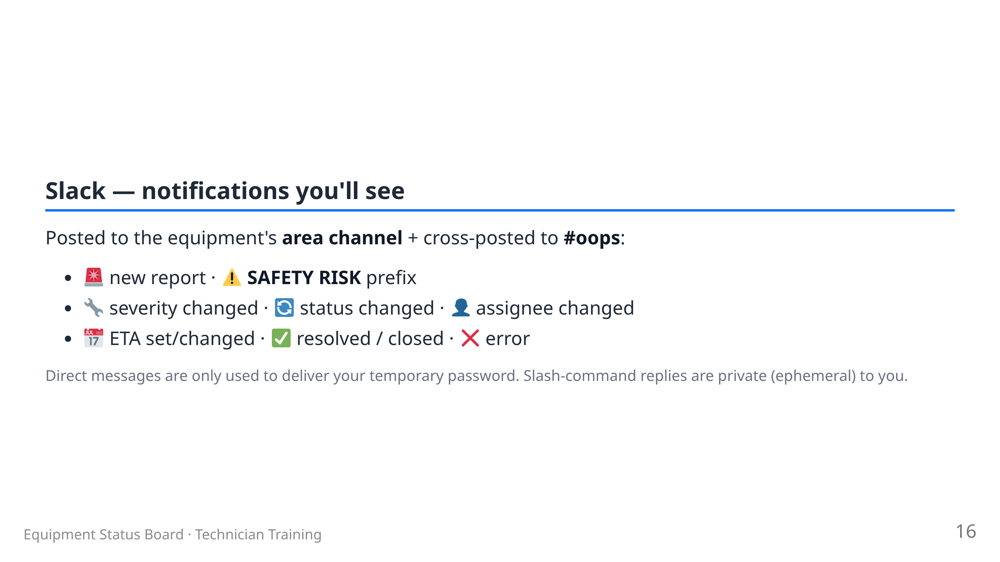 Slack — notifications you'll see
Posted to the equipment's area channel + cross-posted to #oops:
• 🚨 new report · ⚠️ SAFETY RISK prefix
• 🔧 severity changed · 🔄 status changed · 👤 assignee changed
• 📅 ETA set/changed · ✅ resolved / closed · ❌ error
Direct messages are only used to deliver your temporary password. Slash-command replies are private (ephemeral) to you.
Equipment Status Board · Technician Training
16